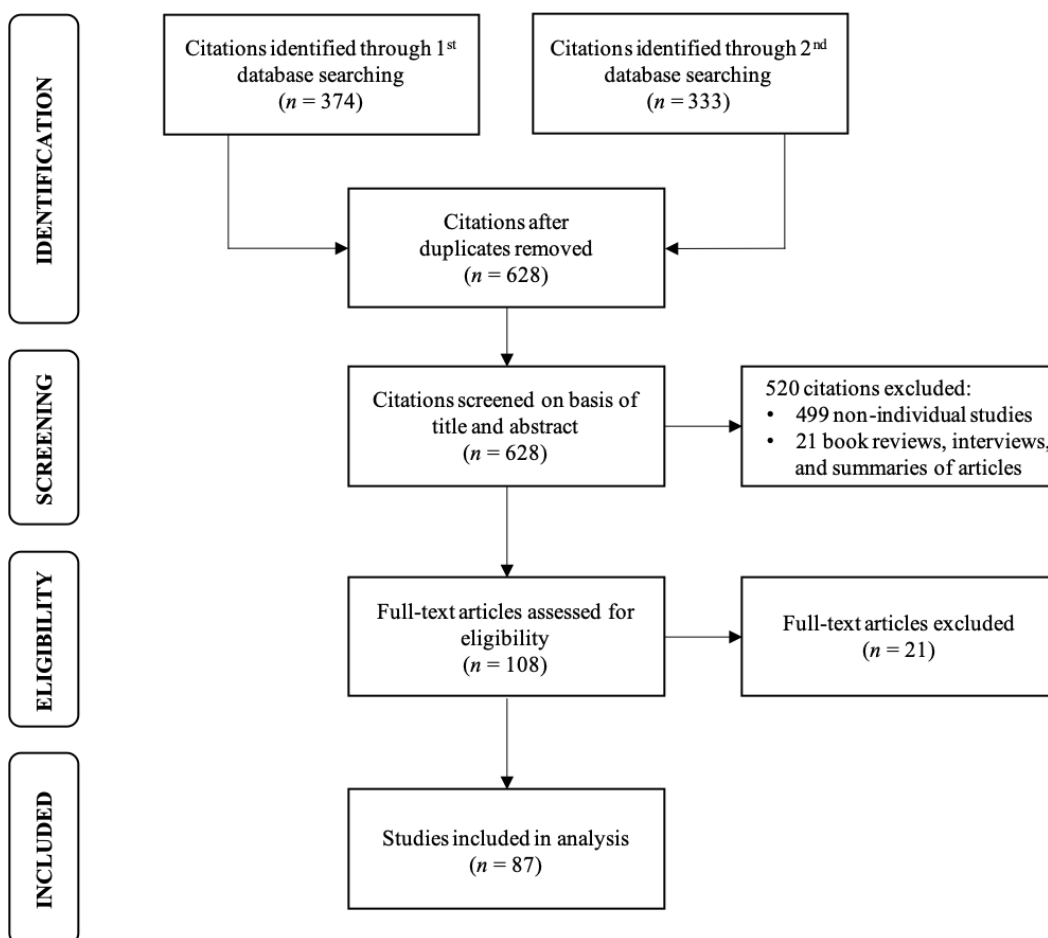 IDENTIFICATION
Citations identified through 1st
database searching
(n = 374)
Citations identified through 2nd
database searching
(n = 333)
Citations after
duplicates removed
(n = 628)
SCREENING
Citations screened on basis of
title and abstract
(n = 628)
520 citations excluded:
• 499 non-individual studies
• 21 book reviews, interviews,
and summaries of articles
ELIGIBILITY
Full-text articles assessed for
eligibility
(n = 108)
Full-text articles excluded
(n = 21)
INCLUDED
Studies included in analysis
(n = 87)